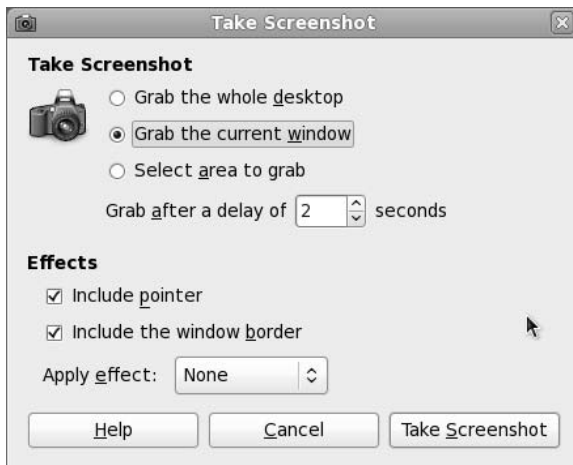 Take Screenshot
Take Screenshot
Grab the whole desktop
Grab the current window
Select area to grab
Grab after a delay of 2 seconds
Effects
Include pointer
Include the window border
Apply effect: None
Help Cancel Take Screenshot